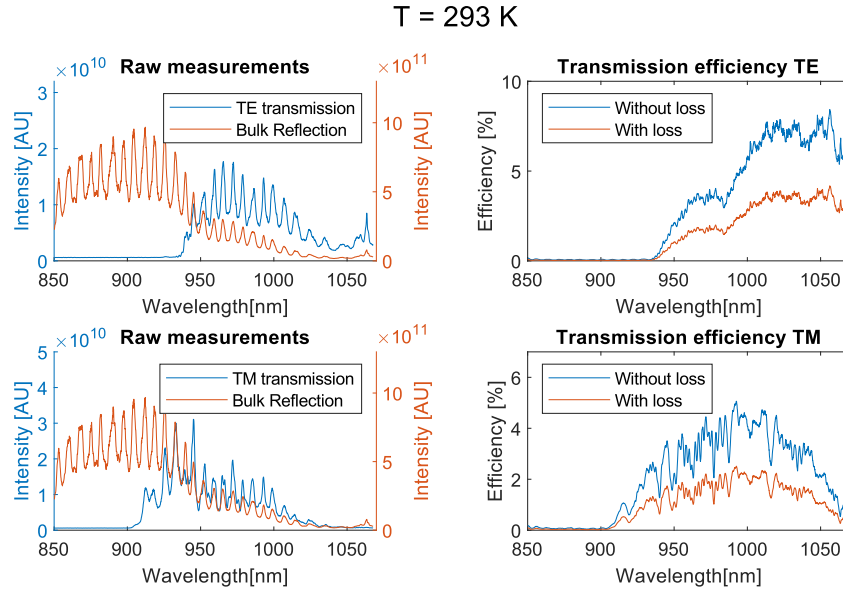 T = 293 K
Raw measurements
×10^10
×10^11
TE transmission
Bulk Reflection
Intensity [AU]
3
2
1
0
Intensity [AU]
10
5
0
850 900 950 1000 1050
Wavelength[nm]
Transmission efficiency TE
Without loss
With loss
Efficiency [%]
10
5
0
850 900 950 1000 1050
Wavelength[nm]
Raw measurements
×10^10
×10^11
TM transmission
Bulk Reflection
Intensity [AU]
5
4
3
2
1
0
Intensity [AU]
10
5
0
850 900 950 1000 1050
Wavelength[nm]
Transmission efficiency TM
Without loss
With loss
Efficiency [%]
6
4
2
0
850 900 950 1000 1050
Wavelength[nm]